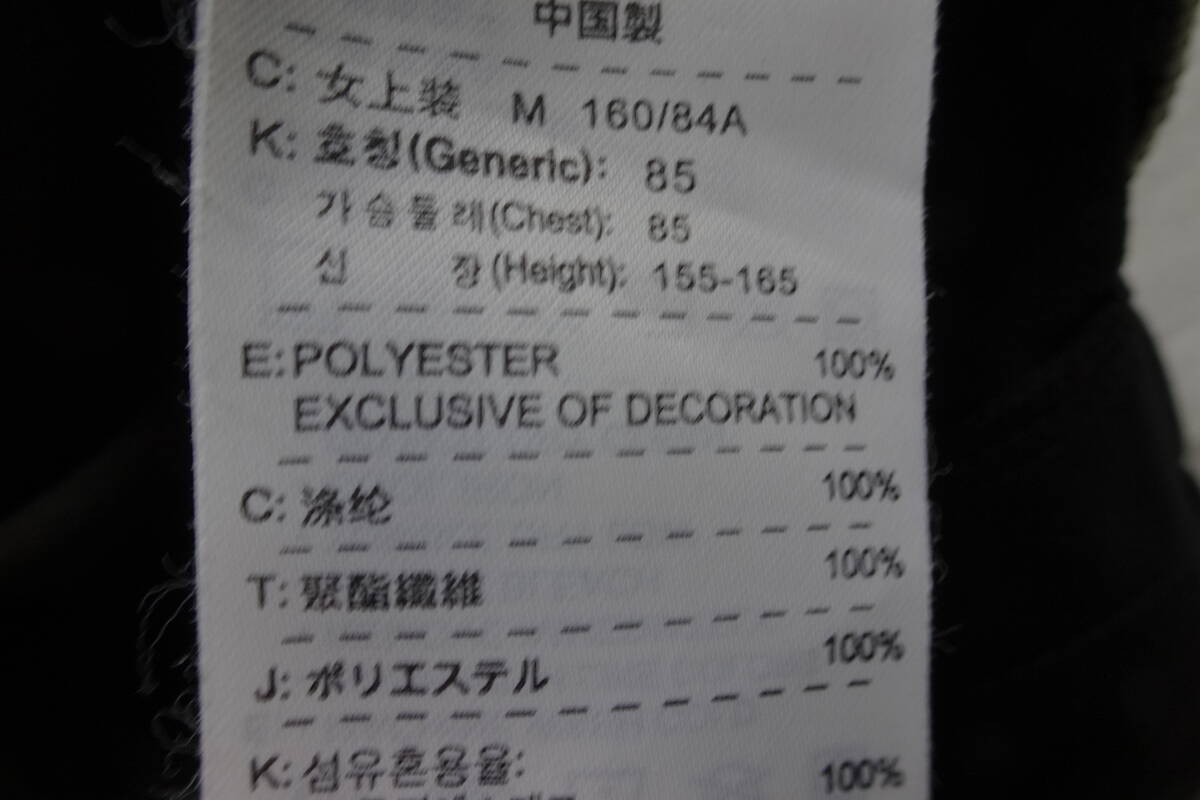 中国製
C: 女上装 M 160/84A
K: 호칭(Generic): 85
가슴둘레(Chest): 85
신 장(Height): 155-165
E: POLYESTER 100%
EXCLUSIVE OF DECORATION
C: 涤纶 100%
T: 聚酯纖維 100%
J: ポリエステル 100%
K: 섬유혼용율: 100%